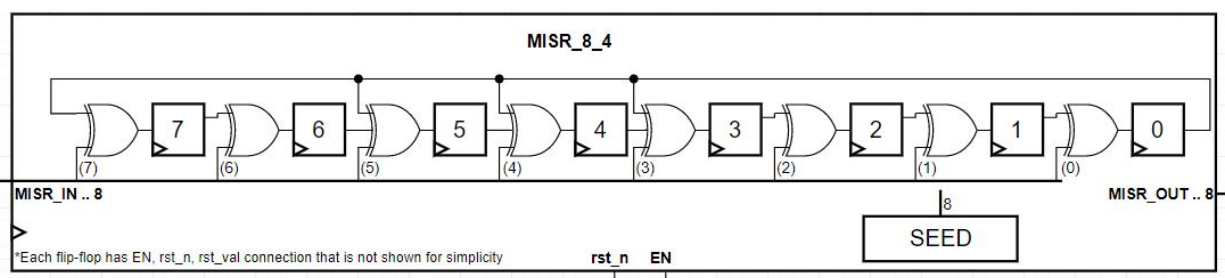 MISR_8_4
7 6 5 4 3 2 1 0
(7) (6) (5) (4) (3) (2) (1) (0)
MISR_IN .. 8
MISR_OUT .. 8
8
SEED
*Each flip-flop has EN, rst_n, rst_val connection that is not shown for simplicity
rst_n EN